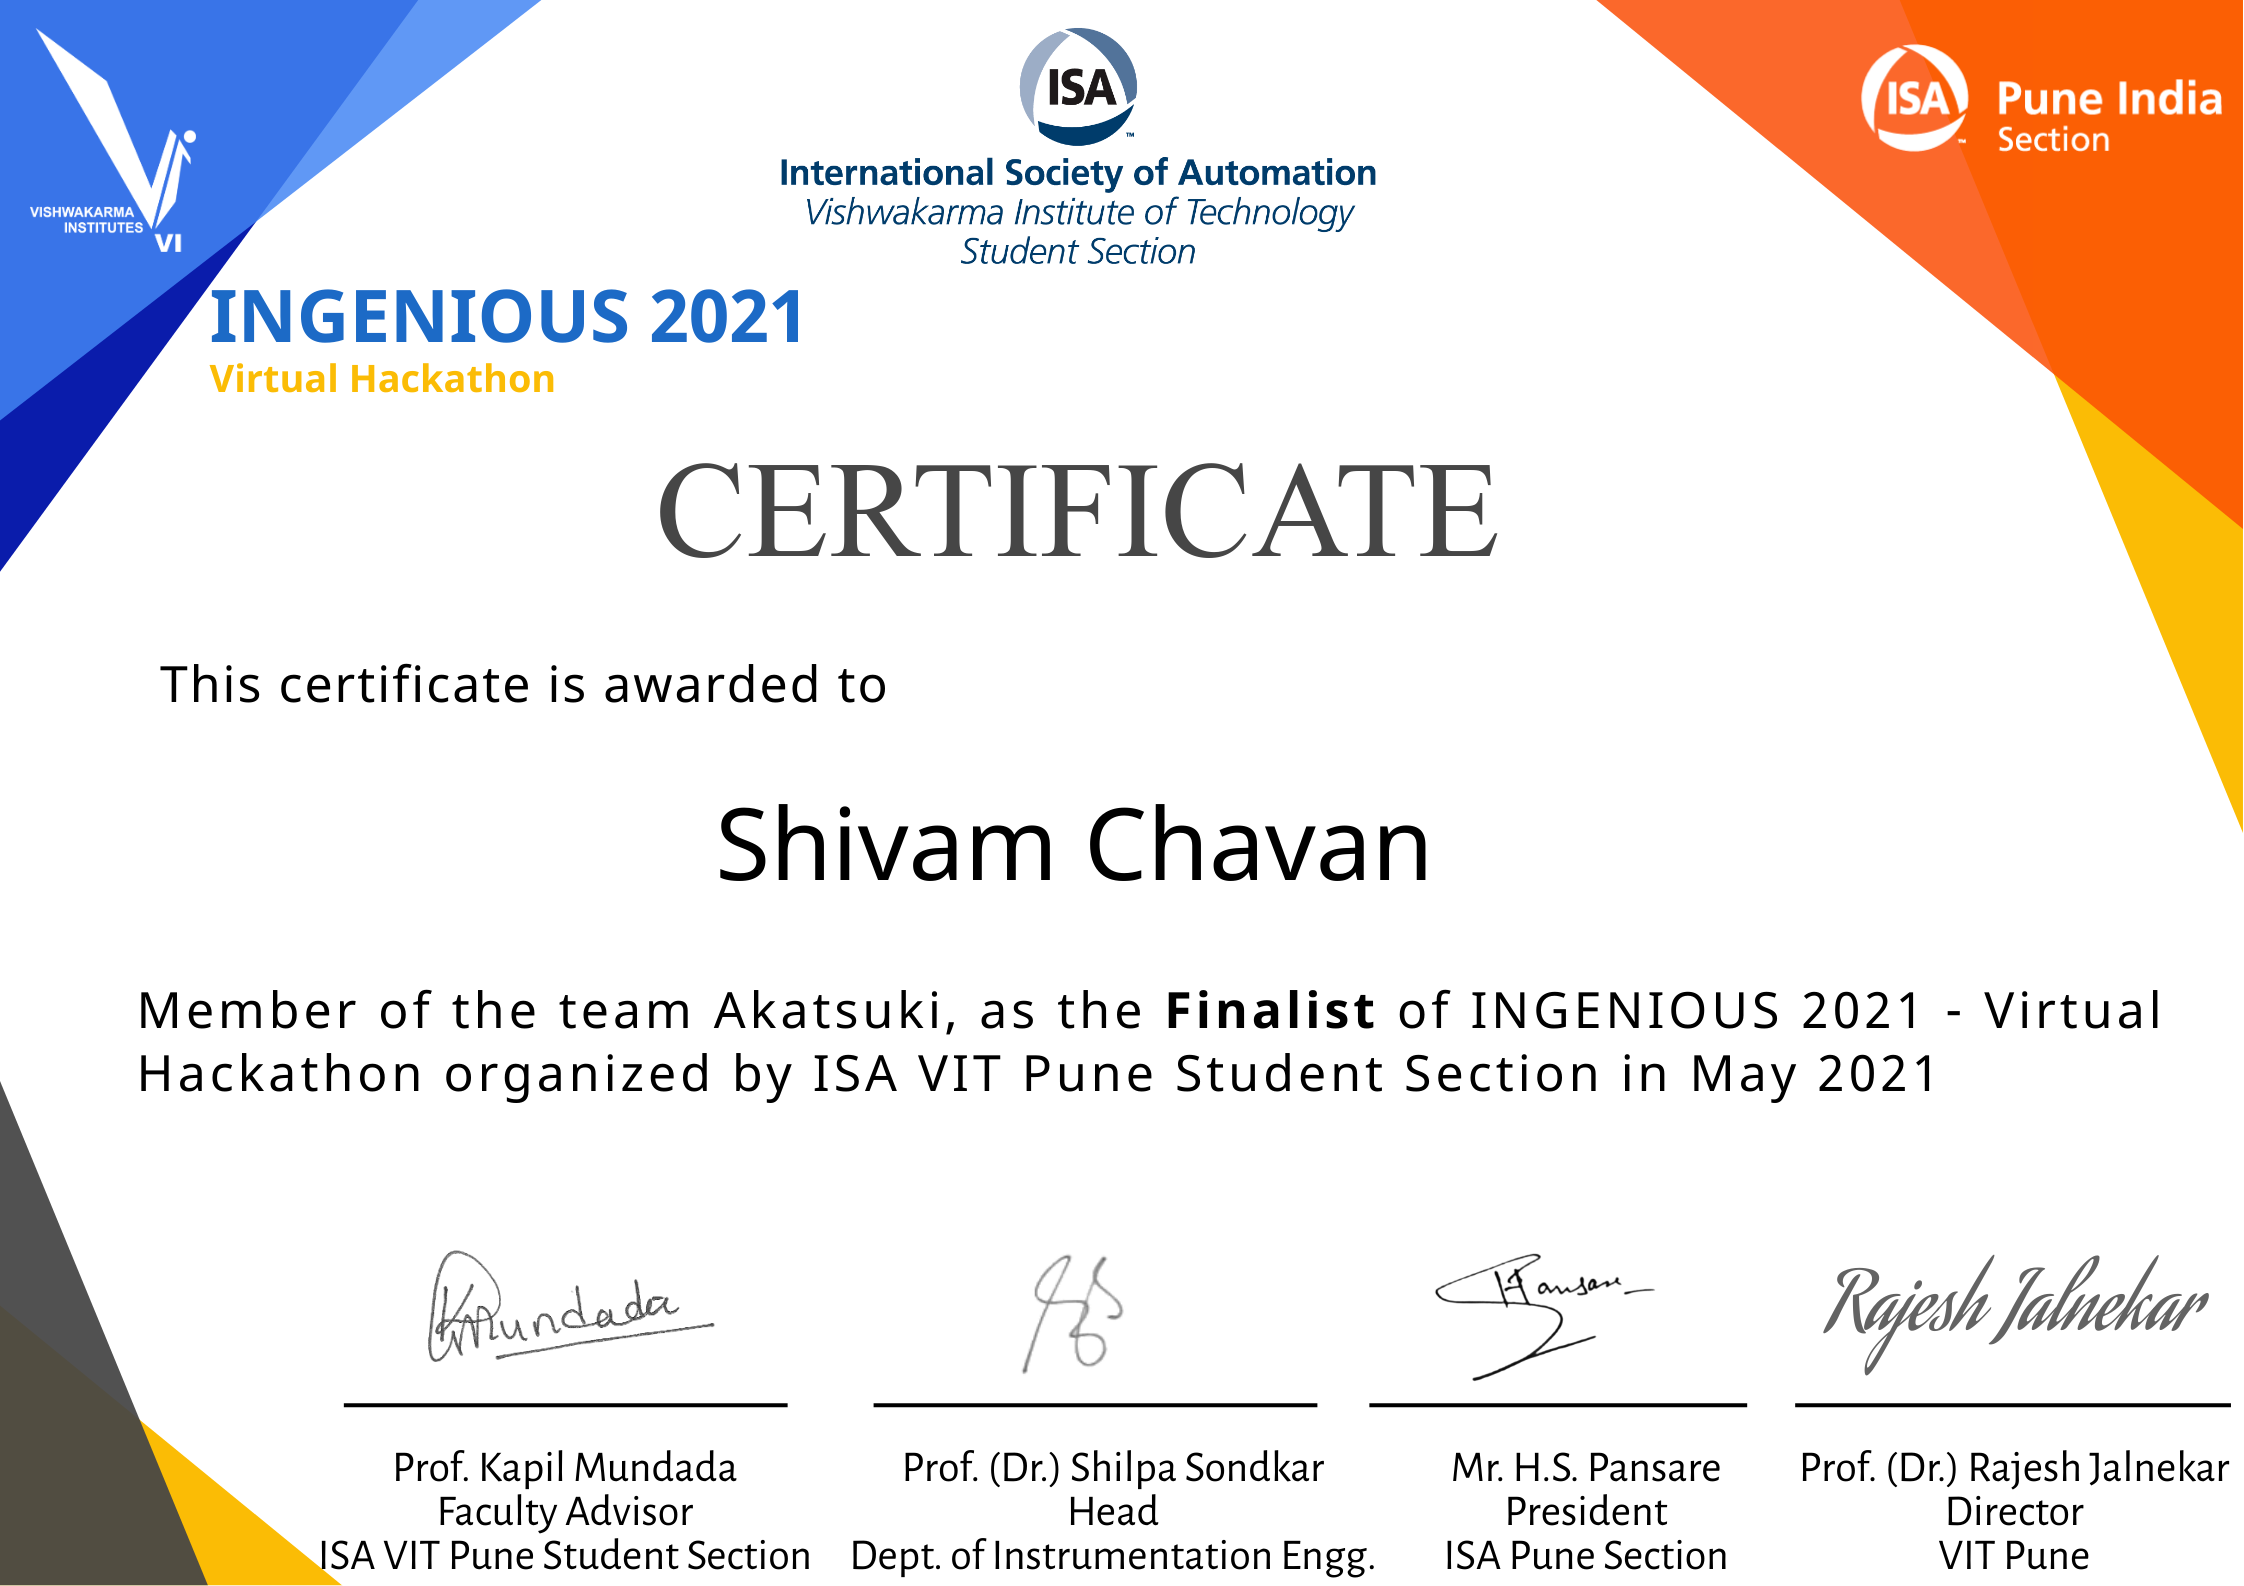 VISHWAKARMA
INSTITUTES
VI
ISA
™
International Society of Automation
Vishwakarma Institute of Technology
Student Section
ISA
™
Pune India
Section
INGENIOUS 2021
Virtual Hackathon
CERTIFICATE
This certificate is awarded to
Shivam Chavan
Member of the team Akatsuki, as the Finalist of INGENIOUS 2021 - Virtual
Hackathon organized by ISA VIT Pune Student Section in May 2021
KMundada
HPansare
Rajesh Jalnekar
Prof. Kapil Mundada
Faculty Advisor
ISA VIT Pune Student Section
Prof. (Dr.) Shilpa Sondkar
Head
Dept. of Instrumentation Engg.
Mr. H.S. Pansare
President
ISA Pune Section
Prof. (Dr.) Rajesh Jalnekar
Director
VIT Pune